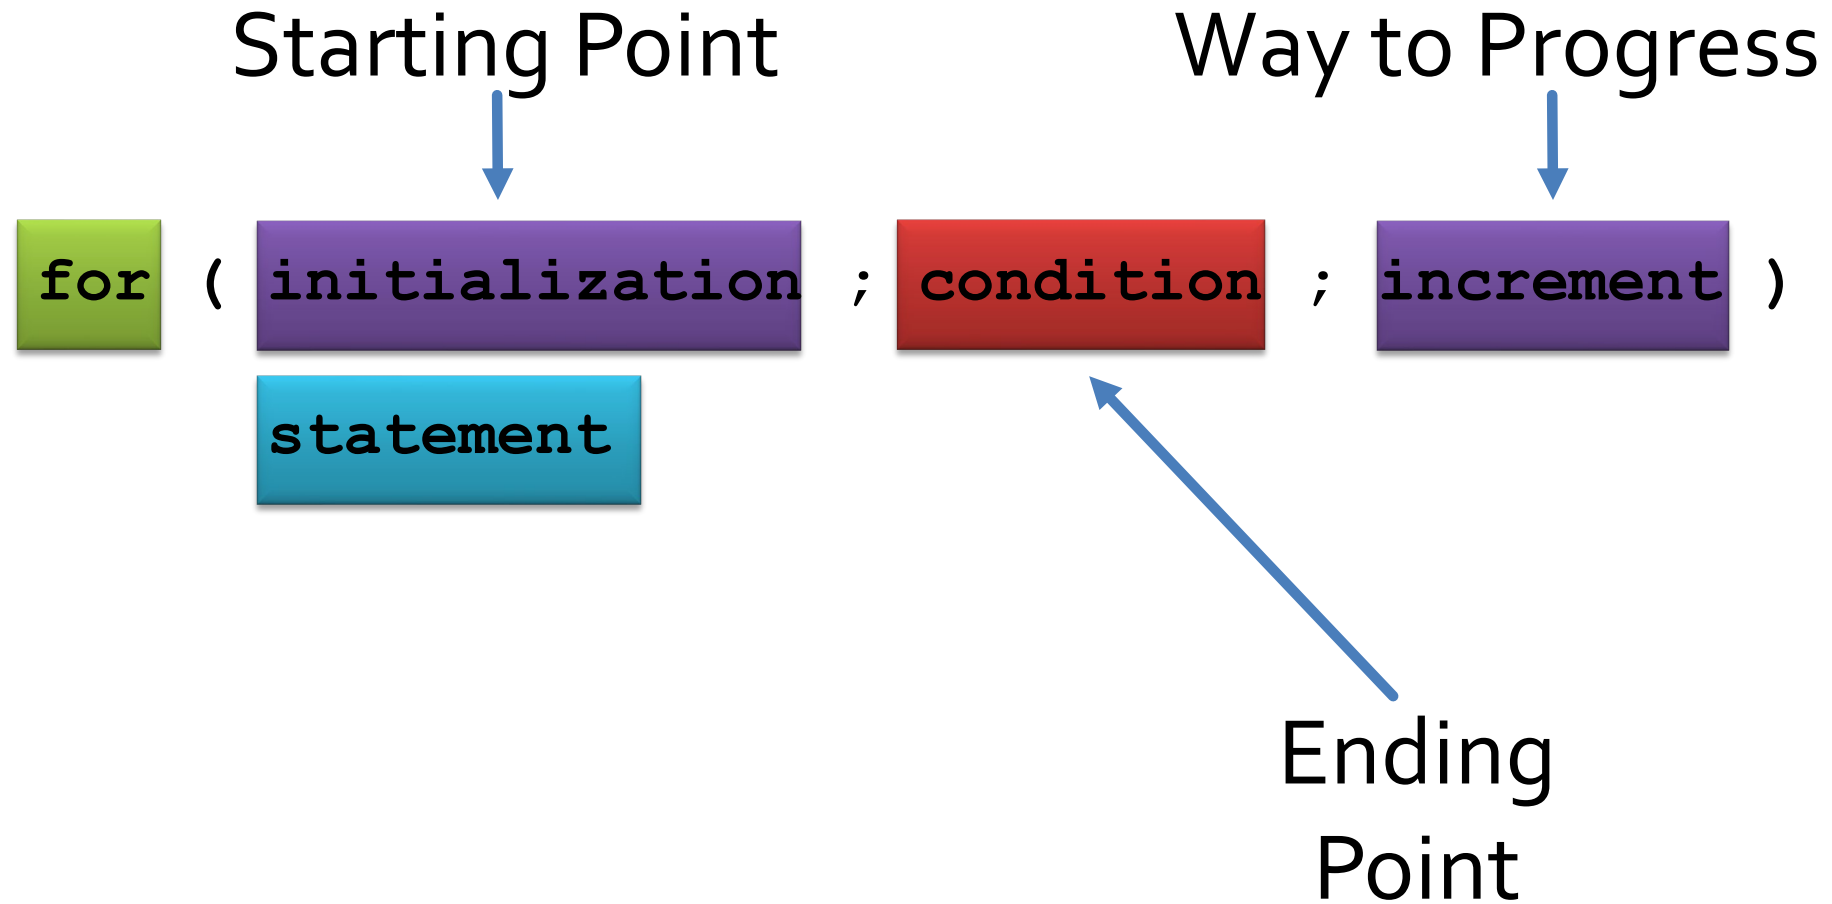 Starting Point
Way to Progress
for ( initialization ; condition ; increment )
statement
Ending
Point